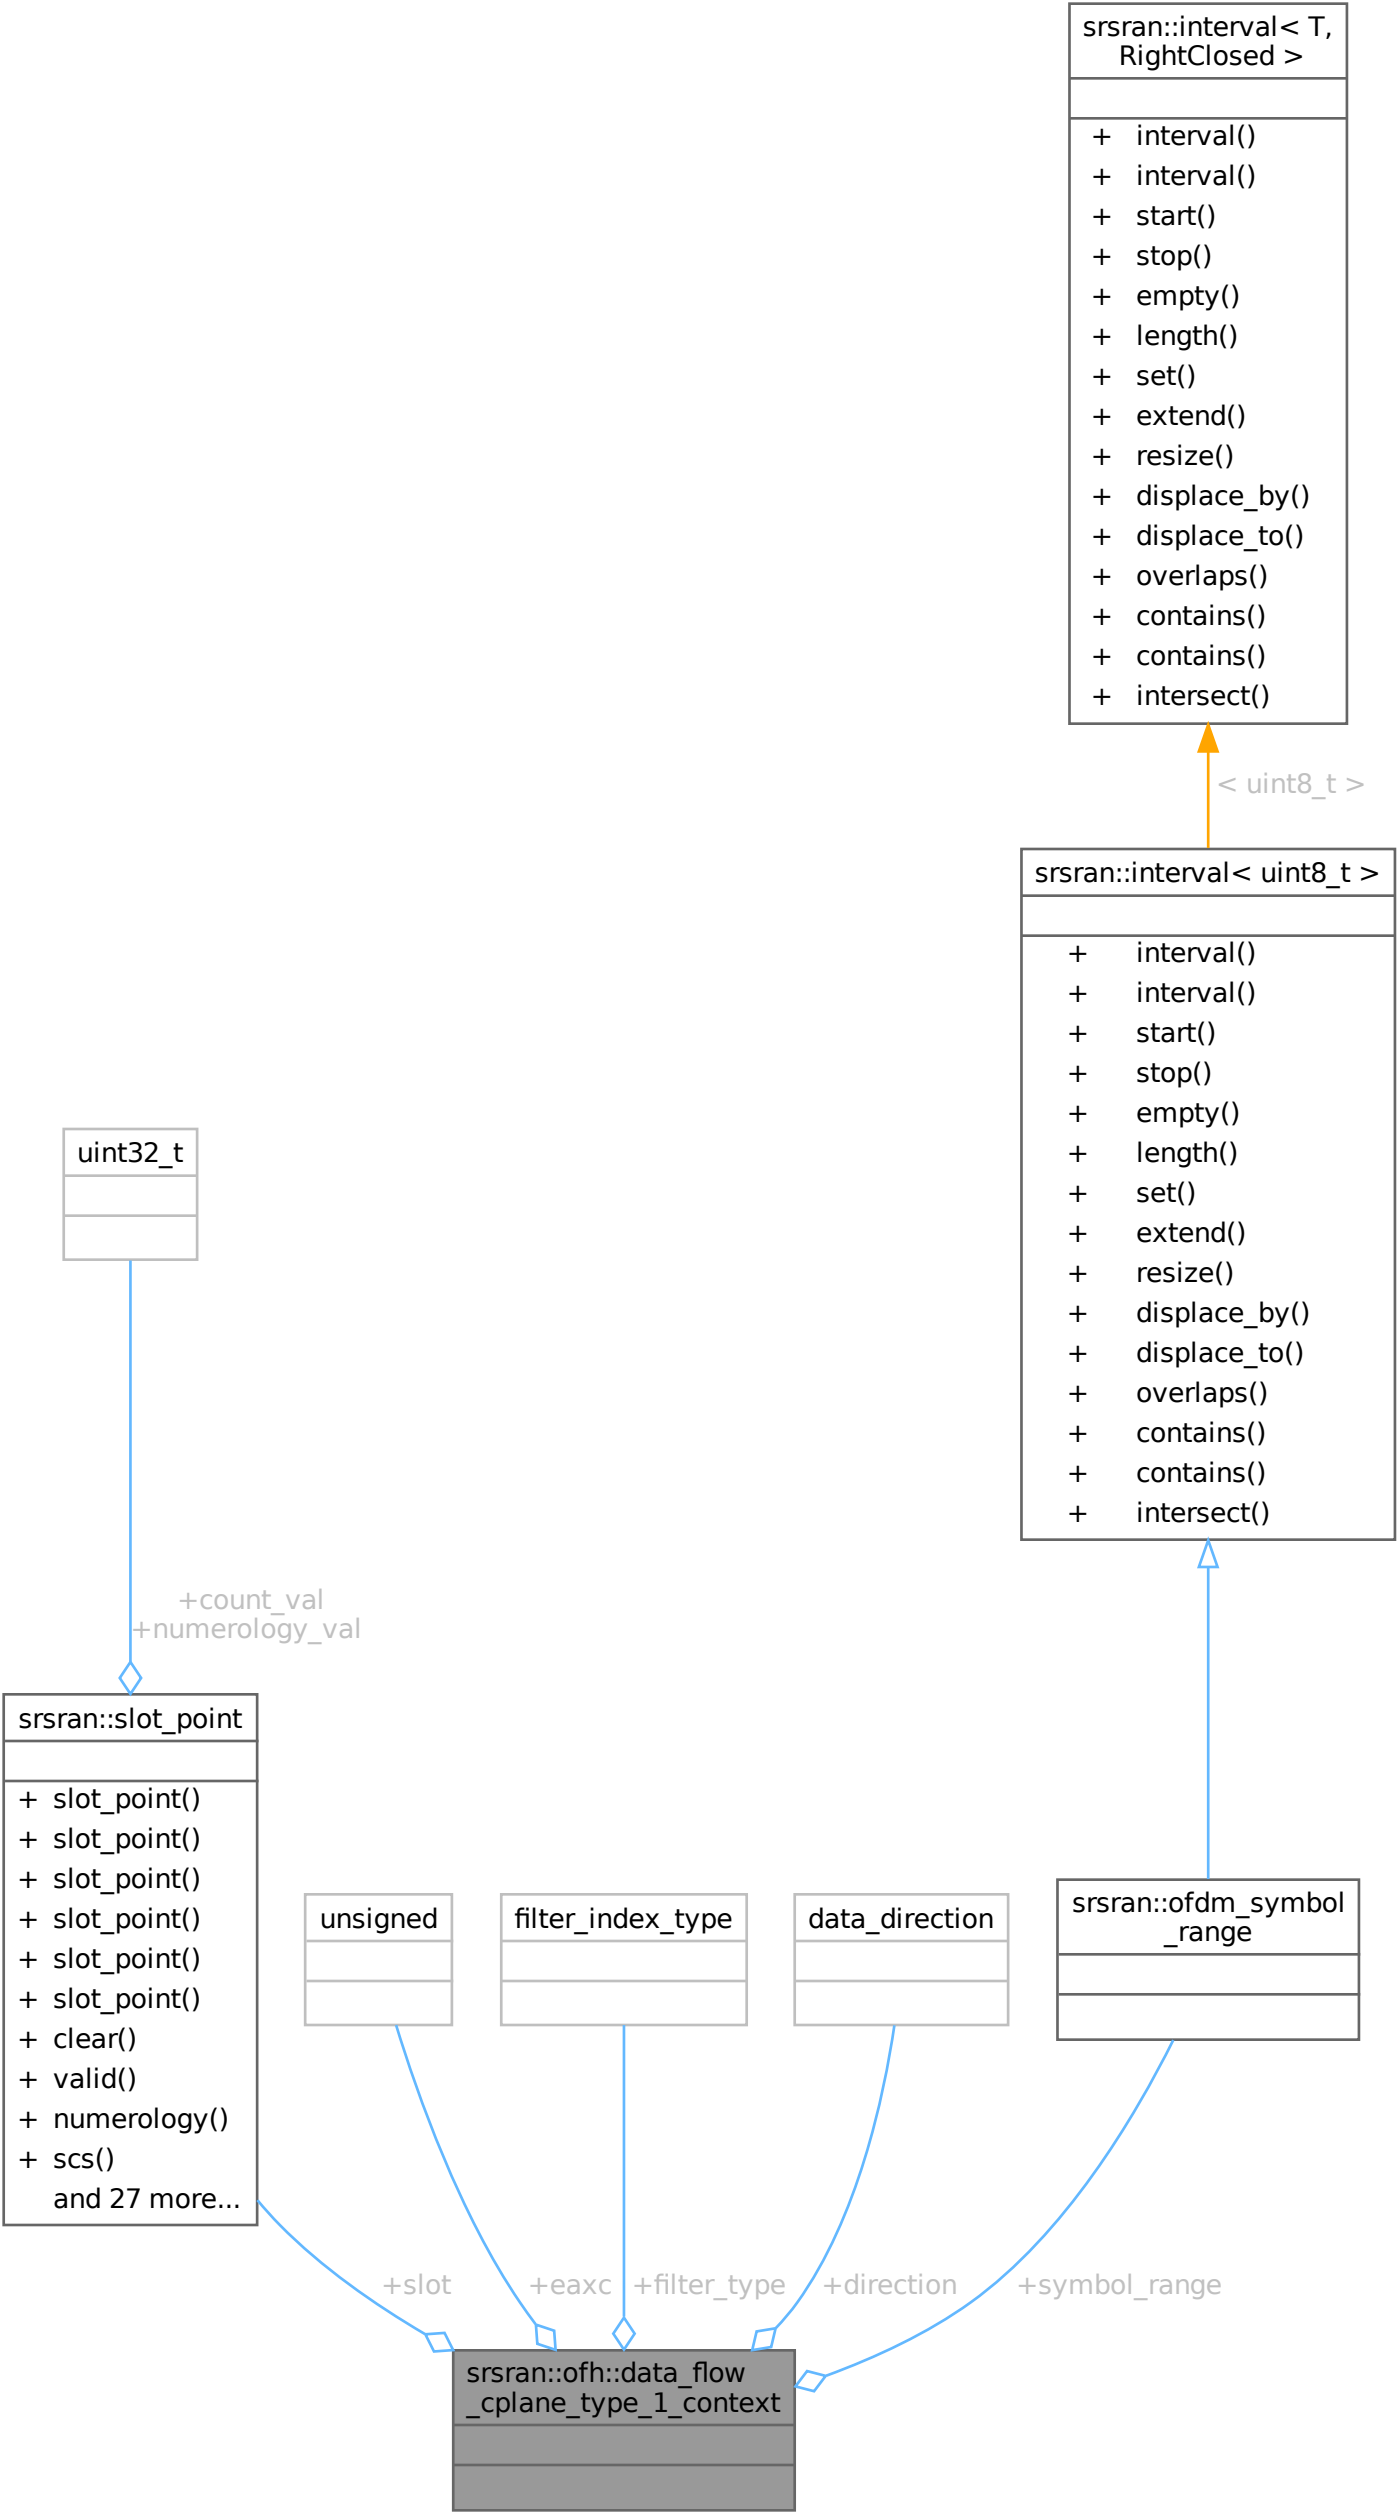 srsran::interval< T,
RightClosed >
+ interval()
+ interval()
+ start()
+ stop()
+ empty()
+ length()
+ set()
+ extend()
+ resize()
+ displace_by()
+ displace_to()
+ overlaps()
+ contains()
+ contains()
+ intersect()
< uint8_t >
srsran::interval< uint8_t >
+ interval()
+ interval()
+ start()
+ stop()
+ empty()
+ length()
+ set()
+ extend()
+ resize()
+ displace_by()
+ displace_to()
+ overlaps()
+ contains()
+ contains()
+ intersect()
uint32_t
+count_val
+numerology_val
srsran::slot_point
+ slot_point()
+ slot_point()
+ slot_point()
+ slot_point()
+ slot_point()
+ slot_point()
+ clear()
+ valid()
+ numerology()
+ scs()
and 27 more...
unsigned
filter_index_type
data_direction
srsran::ofdm_symbol
_range
+slot
+eaxc
+filter_type
+direction
+symbol_range
srsran::ofh::data_flow
_cplane_type_1_context